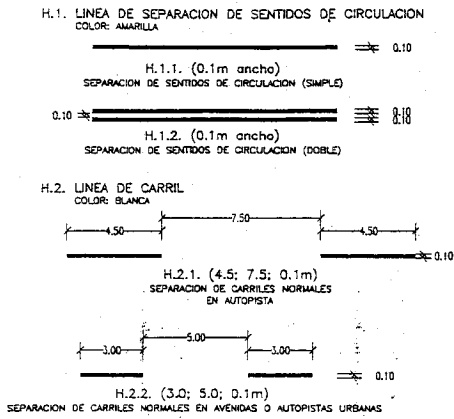 H.1. LINEA DE SEPARACION DE SENTIDOS DE CIRCULACION
COLOR: AMARILLA
0.10
H.1.1. (0.1m ancho)
SEPARACION DE SENTIDOS DE CIRCULACION (SIMPLE)
0.10
0.10
0.10
0.10
H.1.2. (0.1m ancho)
SEPARACION DE SENTIDOS DE CIRCULACION (DOBLE)
H.2. LINEA DE CARRIL
COLOR: BLANCA
7.50
4.50
4.50
0.10
H.2.1. (4.5; 7.5; 0.1m)
SEPARACION DE CARRILES NORMALES
EN AUTOPISTA
5.00
3.00
3.00
0.10
H.2.2. (3.0; 5.0; 0.1m)
SEPARACION DE CARRILES NORMALES EN AVENIDAS O AUTOPISTAS URBANAS